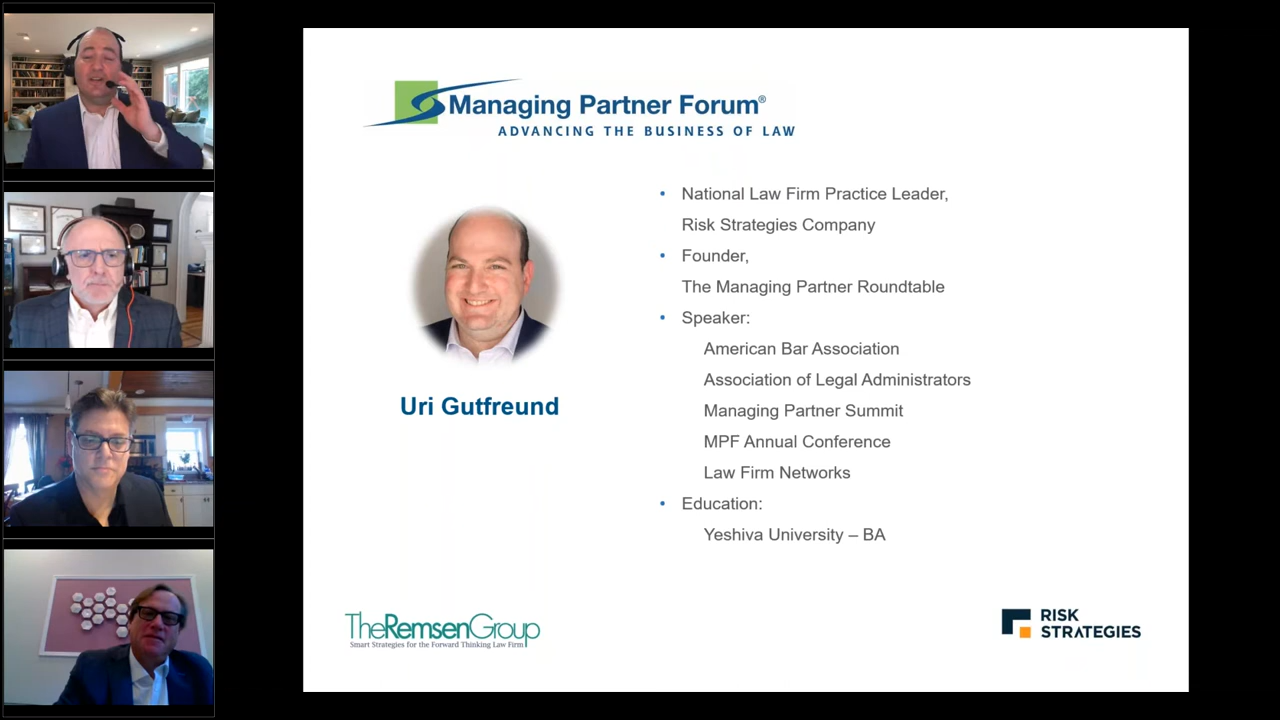 Managing Partner Forum®
ADVANCING THE BUSINESS OF LAW
• National Law Firm Practice Leader,
Risk Strategies Company
• Founder,
The Managing Partner Roundtable
• Speaker:
American Bar Association
Association of Legal Administrators
Managing Partner Summit
MPF Annual Conference
Law Firm Networks
• Education:
Yeshiva University – BA
Uri Gutfreund
TheRemsenGroup
Smart Strategies for the Forward Thinking Law Firm
RISK
STRATEGIES